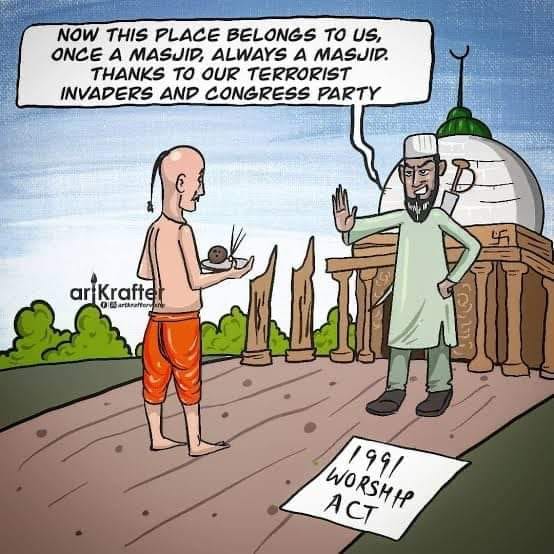 NOW THIS PLACE BELONGS TO US,
ONCE A MASJID, ALWAYS A MASJID.
THANKS TO OUR TERRORIST
INVADERS AND CONGRESS PARTY
artKrafter
1991
WORSHIP
ACT